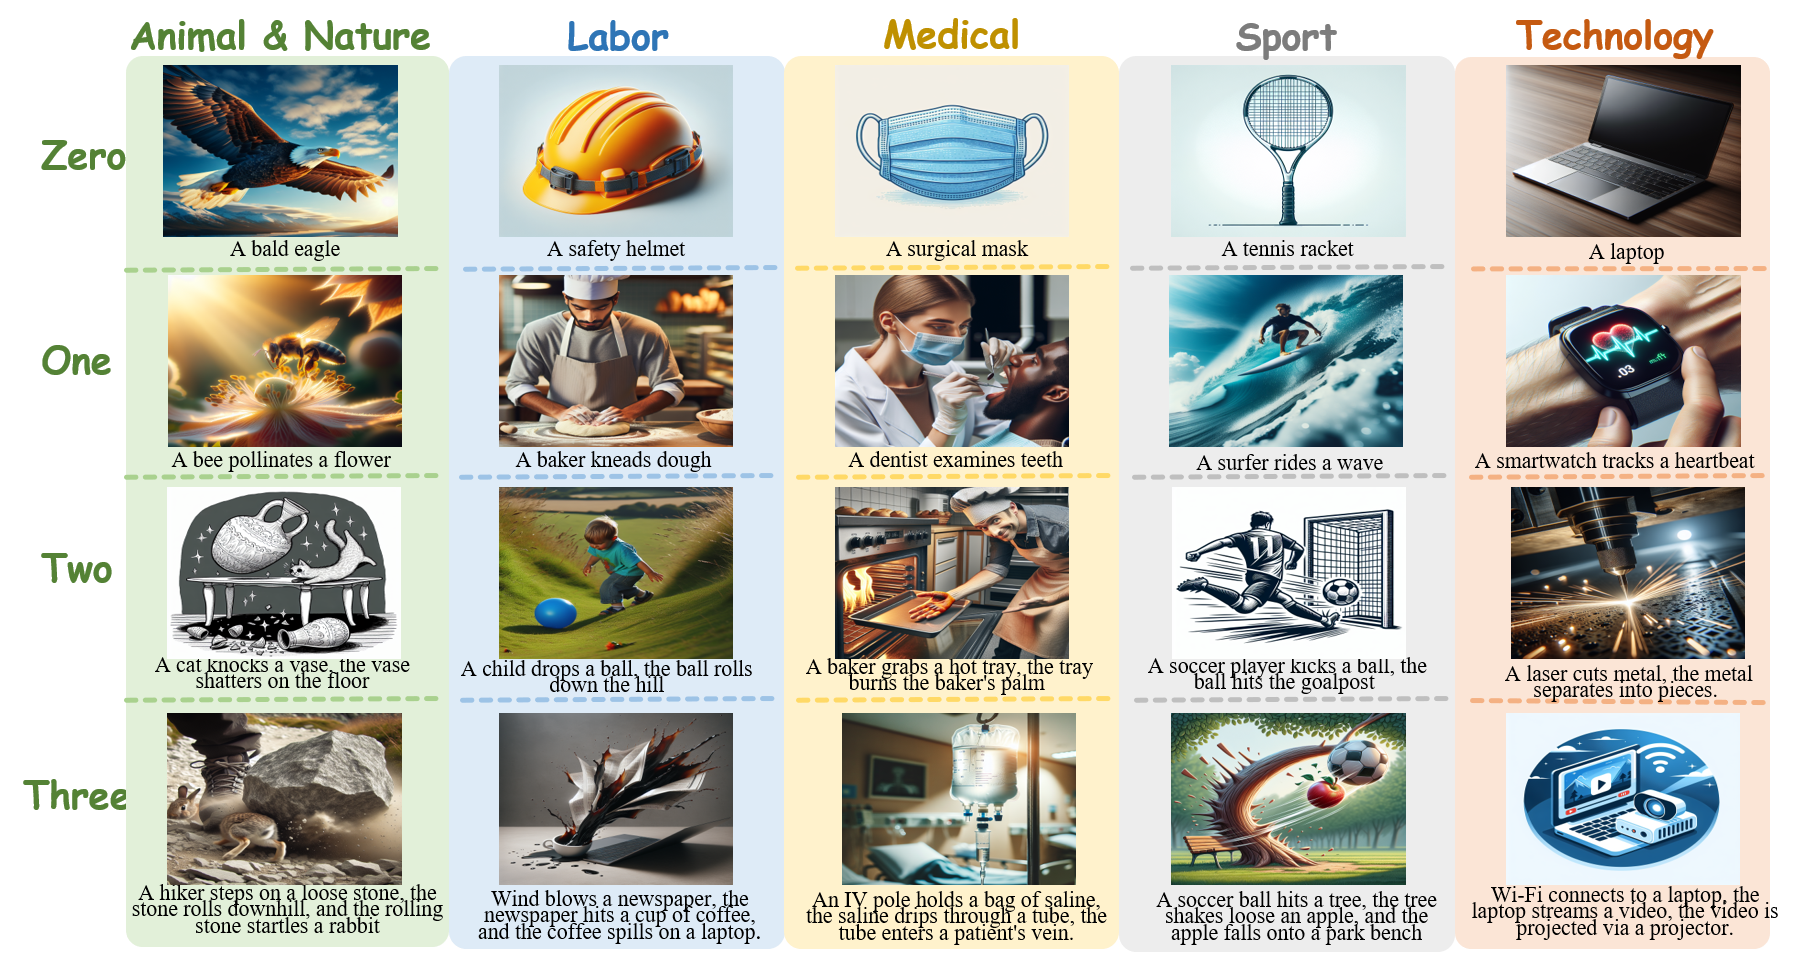 Animal & Nature
Labor
Medical
Sport
Technology
Zero
A bald eagle
A safety helmet
A surgical mask
A tennis racket
A laptop
One
.03
A bee pollinates a flower
A baker kneads dough
A dentist examines teeth
A surfer rides a wave
A smartwatch tracks a heartbeat
Two
A cat knocks a vase, the vase
shatters on the floor
A child drops a ball, the ball rolls
down the hill
A baker grabs a hot tray, the tray
burns the baker's palm
A soccer player kicks a ball, the
ball hits the goalpost
A laser cuts metal, the metal
separates into pieces.
Three
A hiker steps on a loose stone, the
stone rolls downhill, and the rolling
stone startles a rabbit
Wind blows a newspaper, the
newspaper hits a cup of coffee,
and the coffee spills on a laptop.
An IV pole holds a bag of saline,
the saline drips through a tube, the
tube enters a patient's vein.
A soccer ball hits a tree, the tree
shakes loose an apple, and the
apple falls onto a park bench
Wi-Fi connects to a laptop, the
laptop streams a video, the video is
projected via a projector.